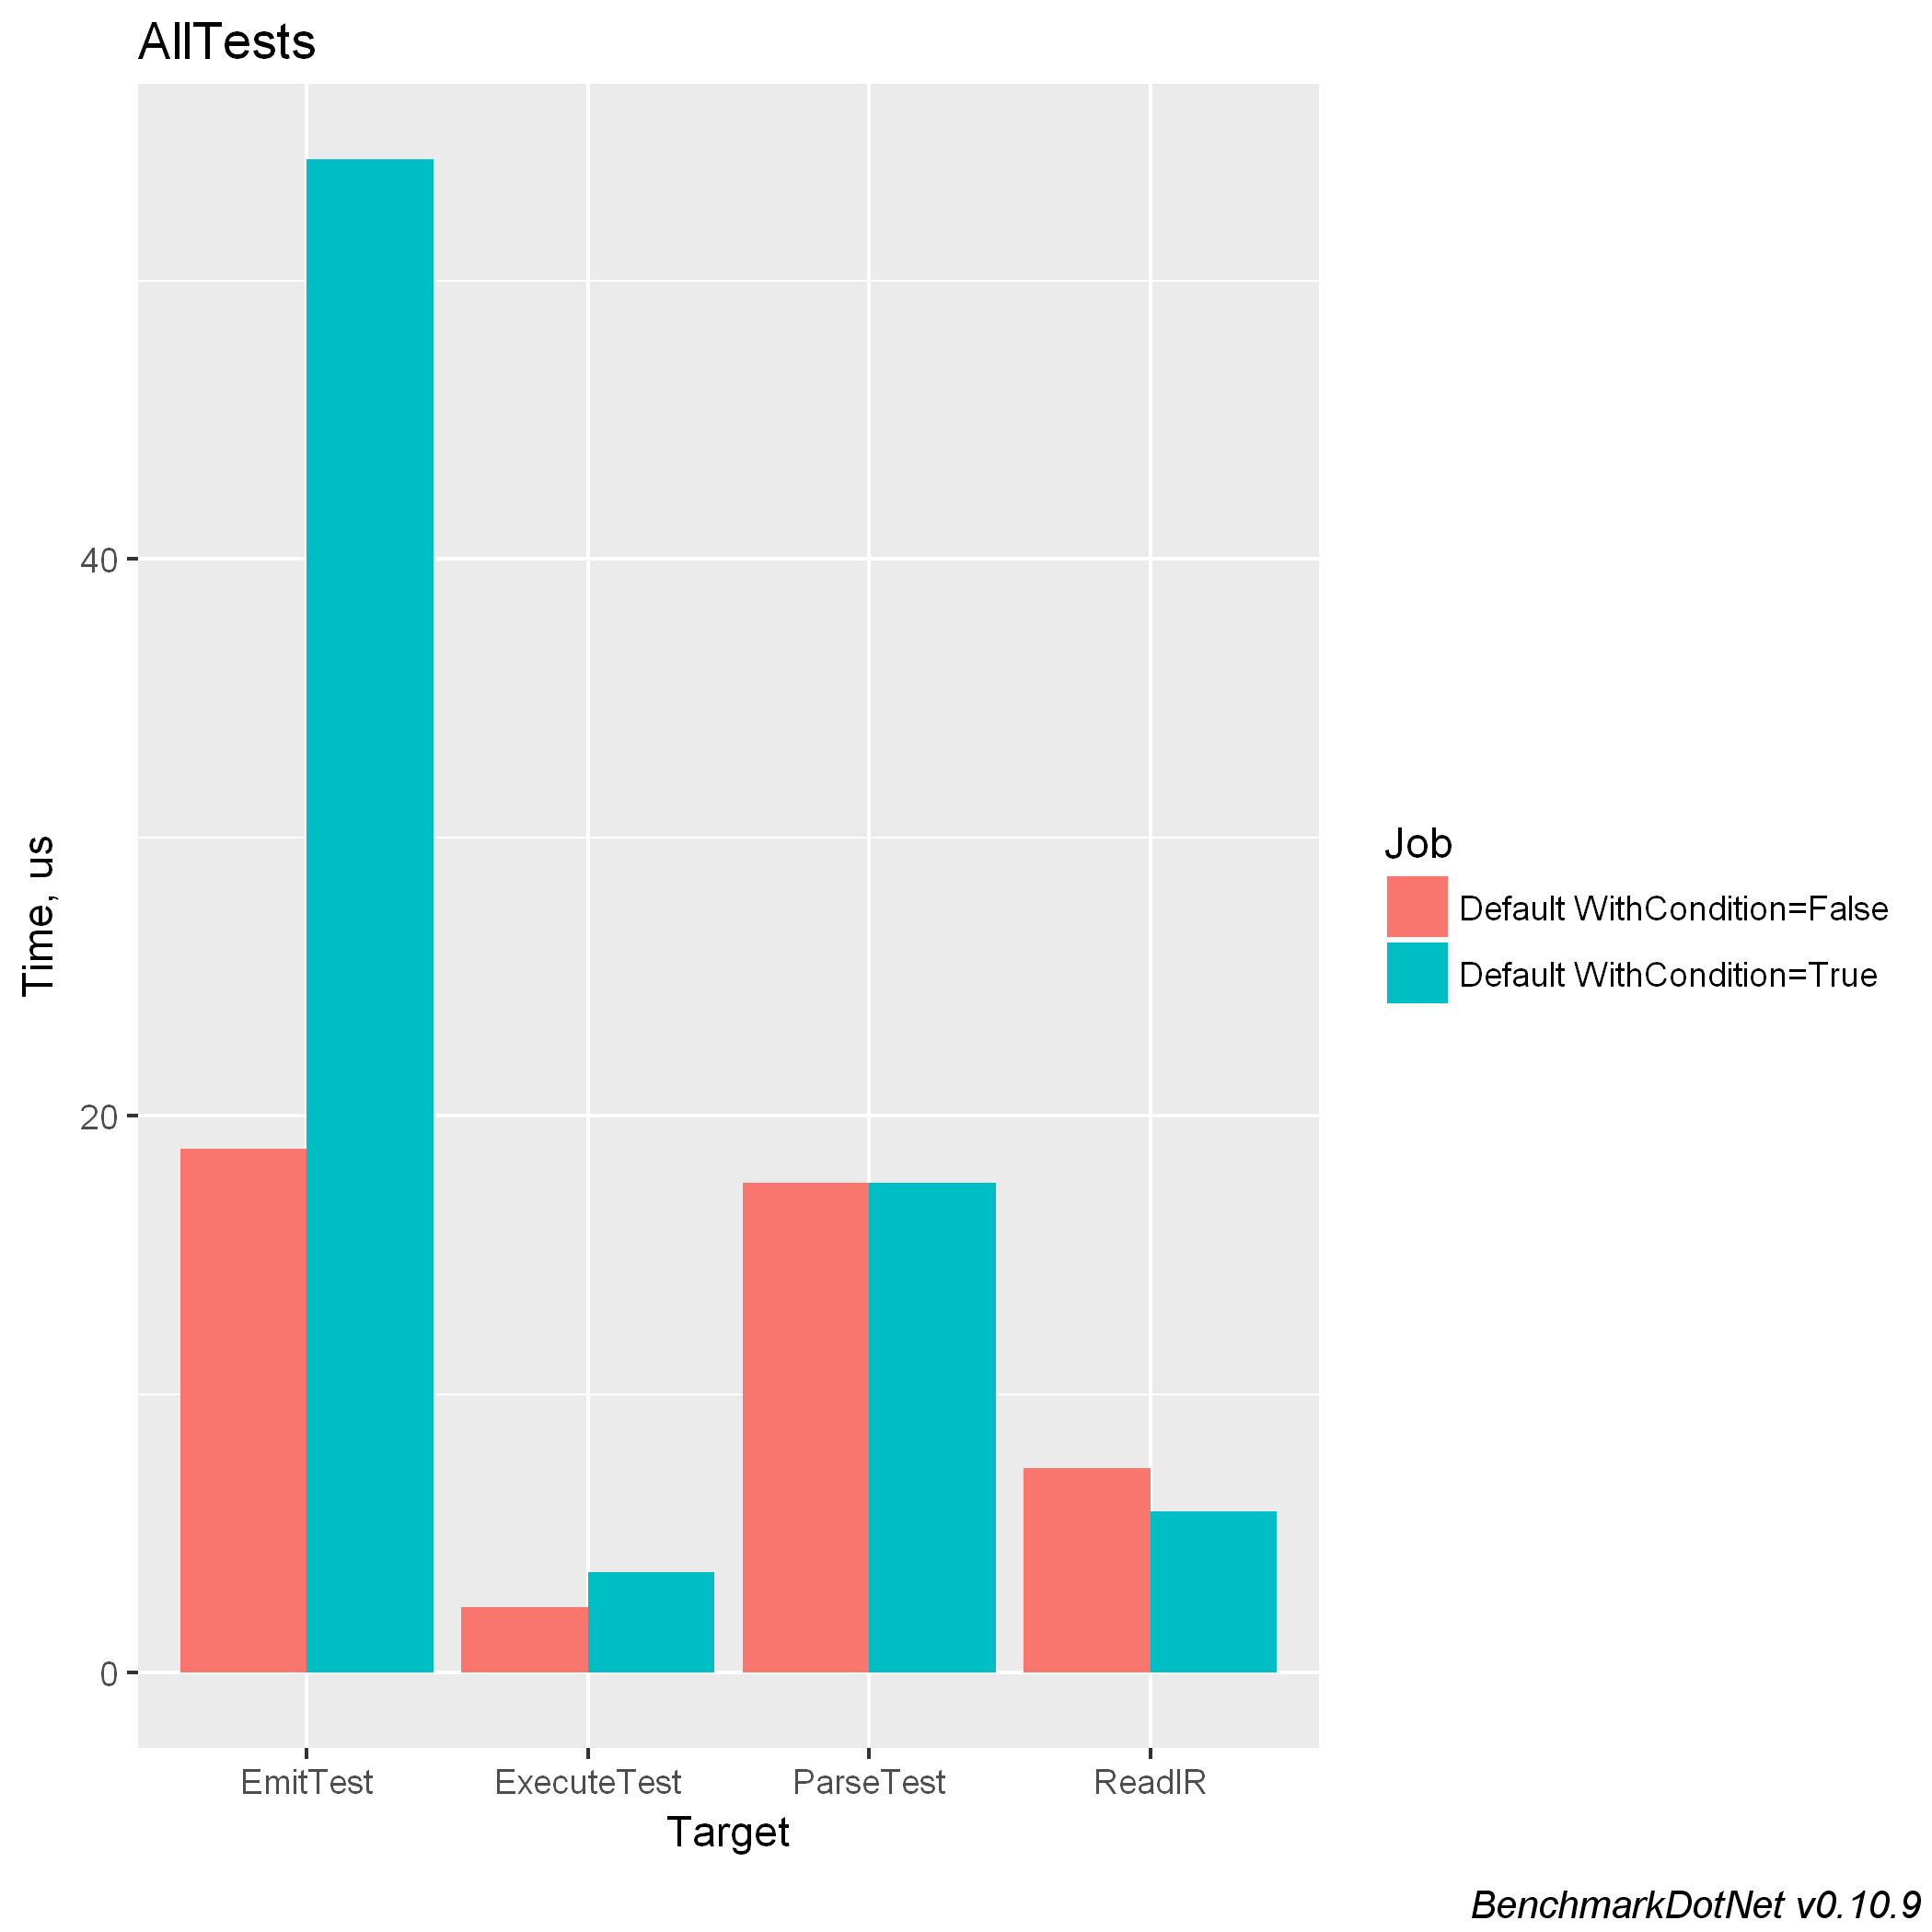 AllTests
Time, us
40
20
0
EmitTest ExecuteTest ParseTest ReadIR
Target
Job
Default WithCondition=False
Default WithCondition=True
BenchmarkDotNet v0.10.9